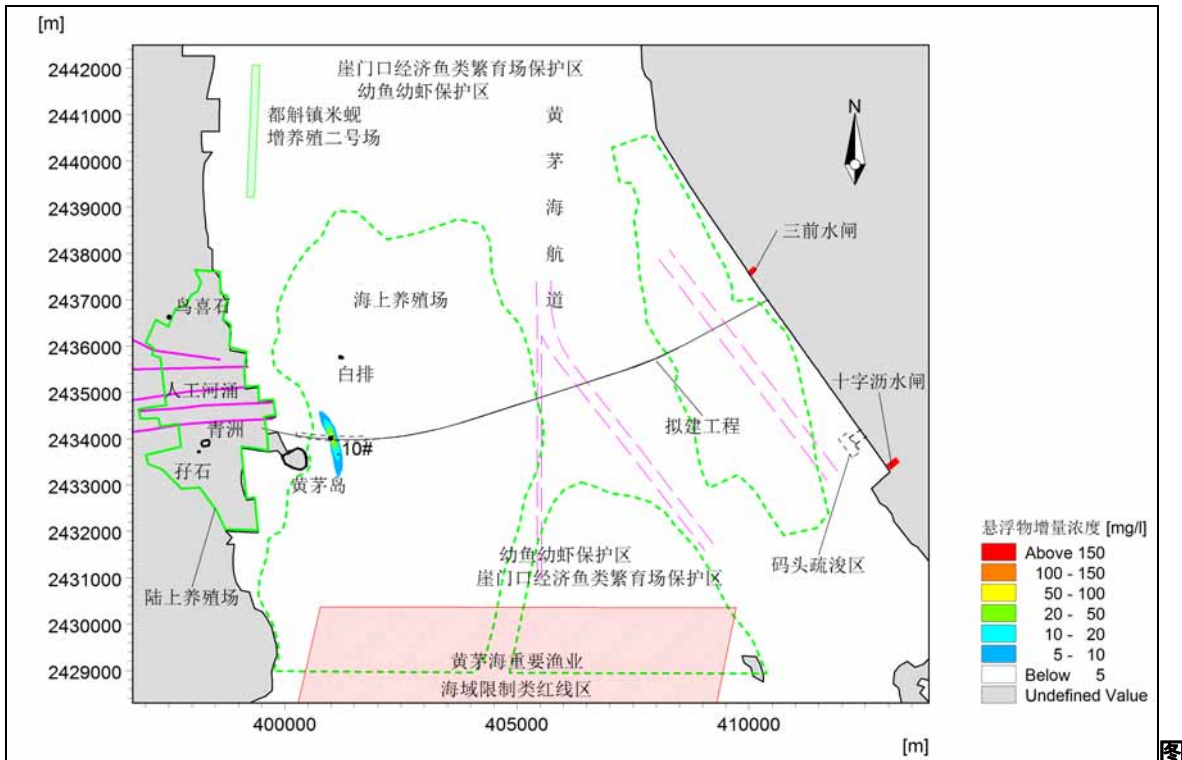 [m]
2442000
2441000
2440000
2439000
2438000
2437000
2436000
2435000
2434000
2433000
2432000
2431000
2430000
2429000
崖门口经济鱼类繁育场保护区
幼鱼幼虾保护区
都斛镇米蚬
增养殖二号场
黄
茅
海
航
道
N
三前水闸
海上养殖场
鸟喜石
白排
人工河涌
十字沥水闸
拟建工程
青洲
10#
孖石
黄茅岛
幼鱼幼虾保护区
崖门口经济鱼类繁育场保护区
码头疏浚区
陆上养殖场
黄茅海重要渔业
海域限制类红线区
悬浮物增量浓度 [mg/l]
Above 150
100 - 150
50 - 100
20 - 50
10 - 20
5 - 10
Below 5
Undefined Value
400000
405000
410000
[m]
图